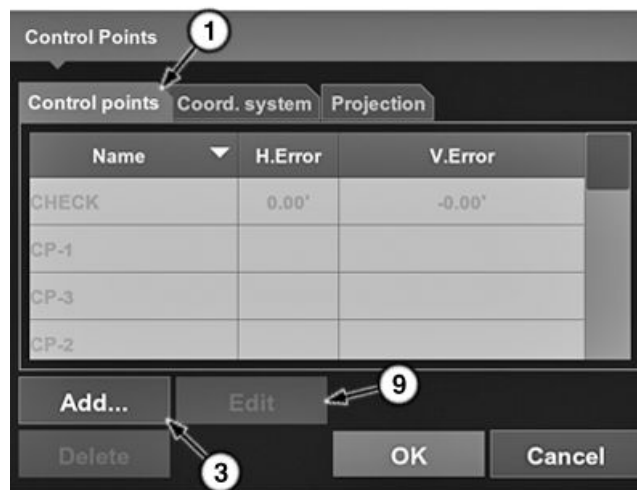 Control Points
1
Control points Coord. system Projection
Name H.Error V.Error
CHECK 0.00' -0.00'
CP-1
CP-3
CP-2
Add... Edit 9
Delete 3 OK Cancel